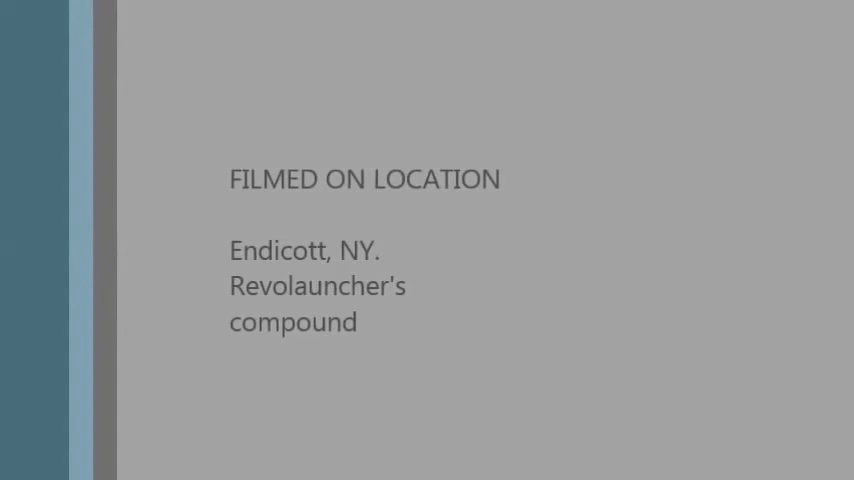 FILMED ON LOCATION
Endicott, NY.
Revolauncher's
compound